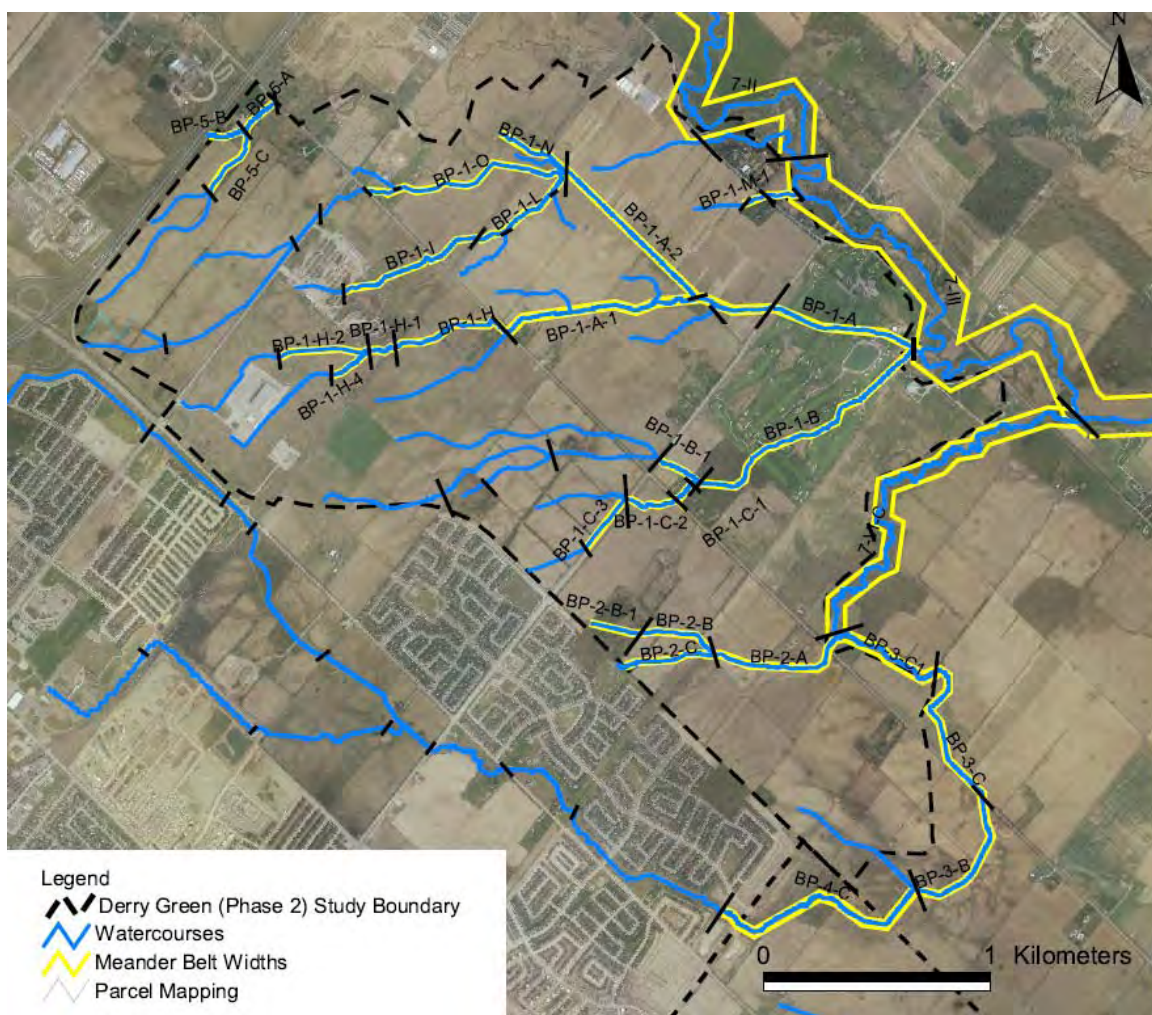 N
7-II
BP-5-A
BP-5-B
BP-1-N
BP-5-C
BP-1-O
BP-1-M-1
BP-1-L
BP-1-A-2
BP-1-I
7-III
BP-1-H-1
BP-1-H
BP-1-A
BP-1-H-2
BP-1-A-1
BP-1-H-4
BP-1-B
BP-1-B-1
BP-1-C-3
BP-1-C-2
BP-1-C-1
BP-2-B-1
BP-2-B
BP-2-C
BP-2-A
BP-3-C1
BP-3-C
BP-4-C
BP-3-B
Legend
Derry Green (Phase 2) Study Boundary
Watercourses
Meander Belt Widths
Parcel Mapping
0 1 Kilometers